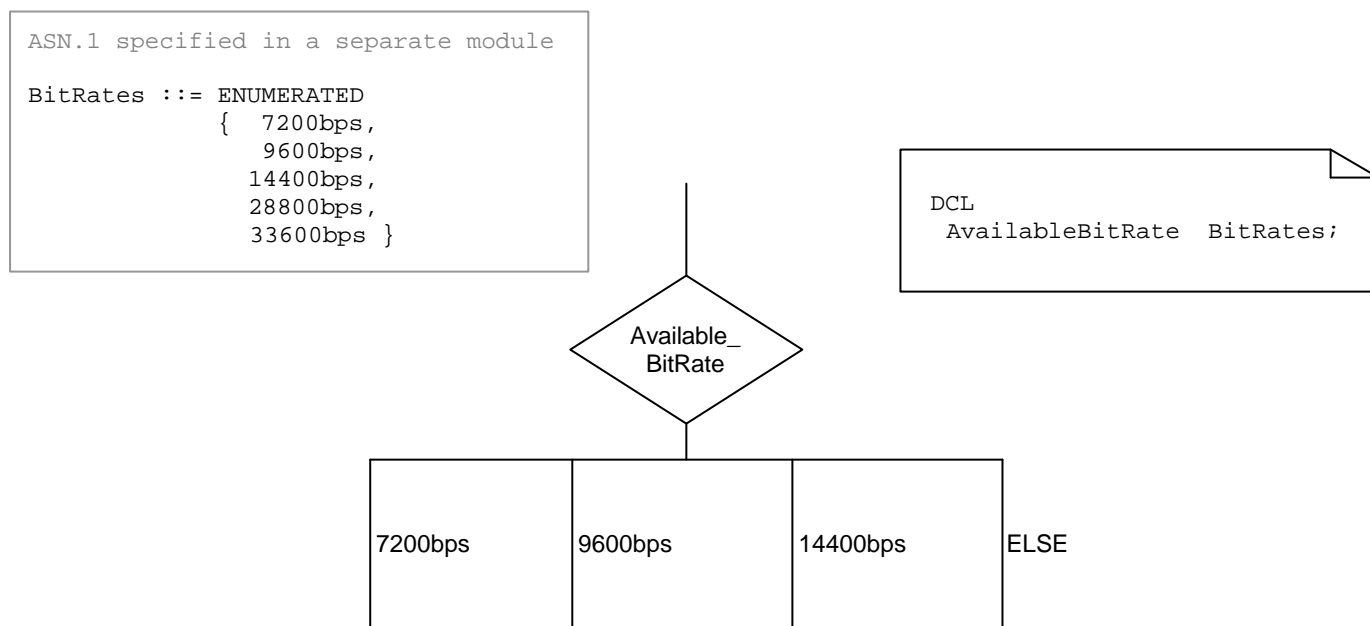 ASN.1 specified in a separate module
BitRates ::= ENUMERATED
{ 7200bps,
9600bps,
14400bps,
28800bps,
33600bps }
DCL
AvailableBitRate BitRates;
Available_
BitRate
7200bps
9600bps
14400bps
ELSE